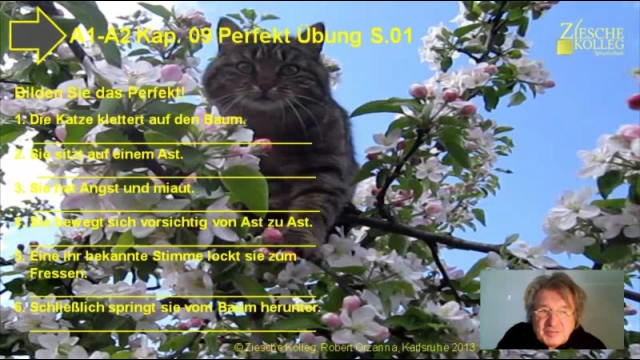 A1-A2 Kap. 09 Perfekt Übung S.01
ZIESCHE
KOLLEG
Bilden Sie das Perfekt!
1. Die Katze klettert auf den Baum.
2. Sie sitzt auf einem Ast.
3. Sie hat Angst und miaut.
4. Sie bewegt sich vorsichtig von Ast zu Ast.
5. Eine ihr bekannte Stimme lockt sie zum
Fressen.
6. Schließlich springt sie vom Baum herunter.
© Ziesche Kolleg, Robert Orzanna, Karlsruhe 2013